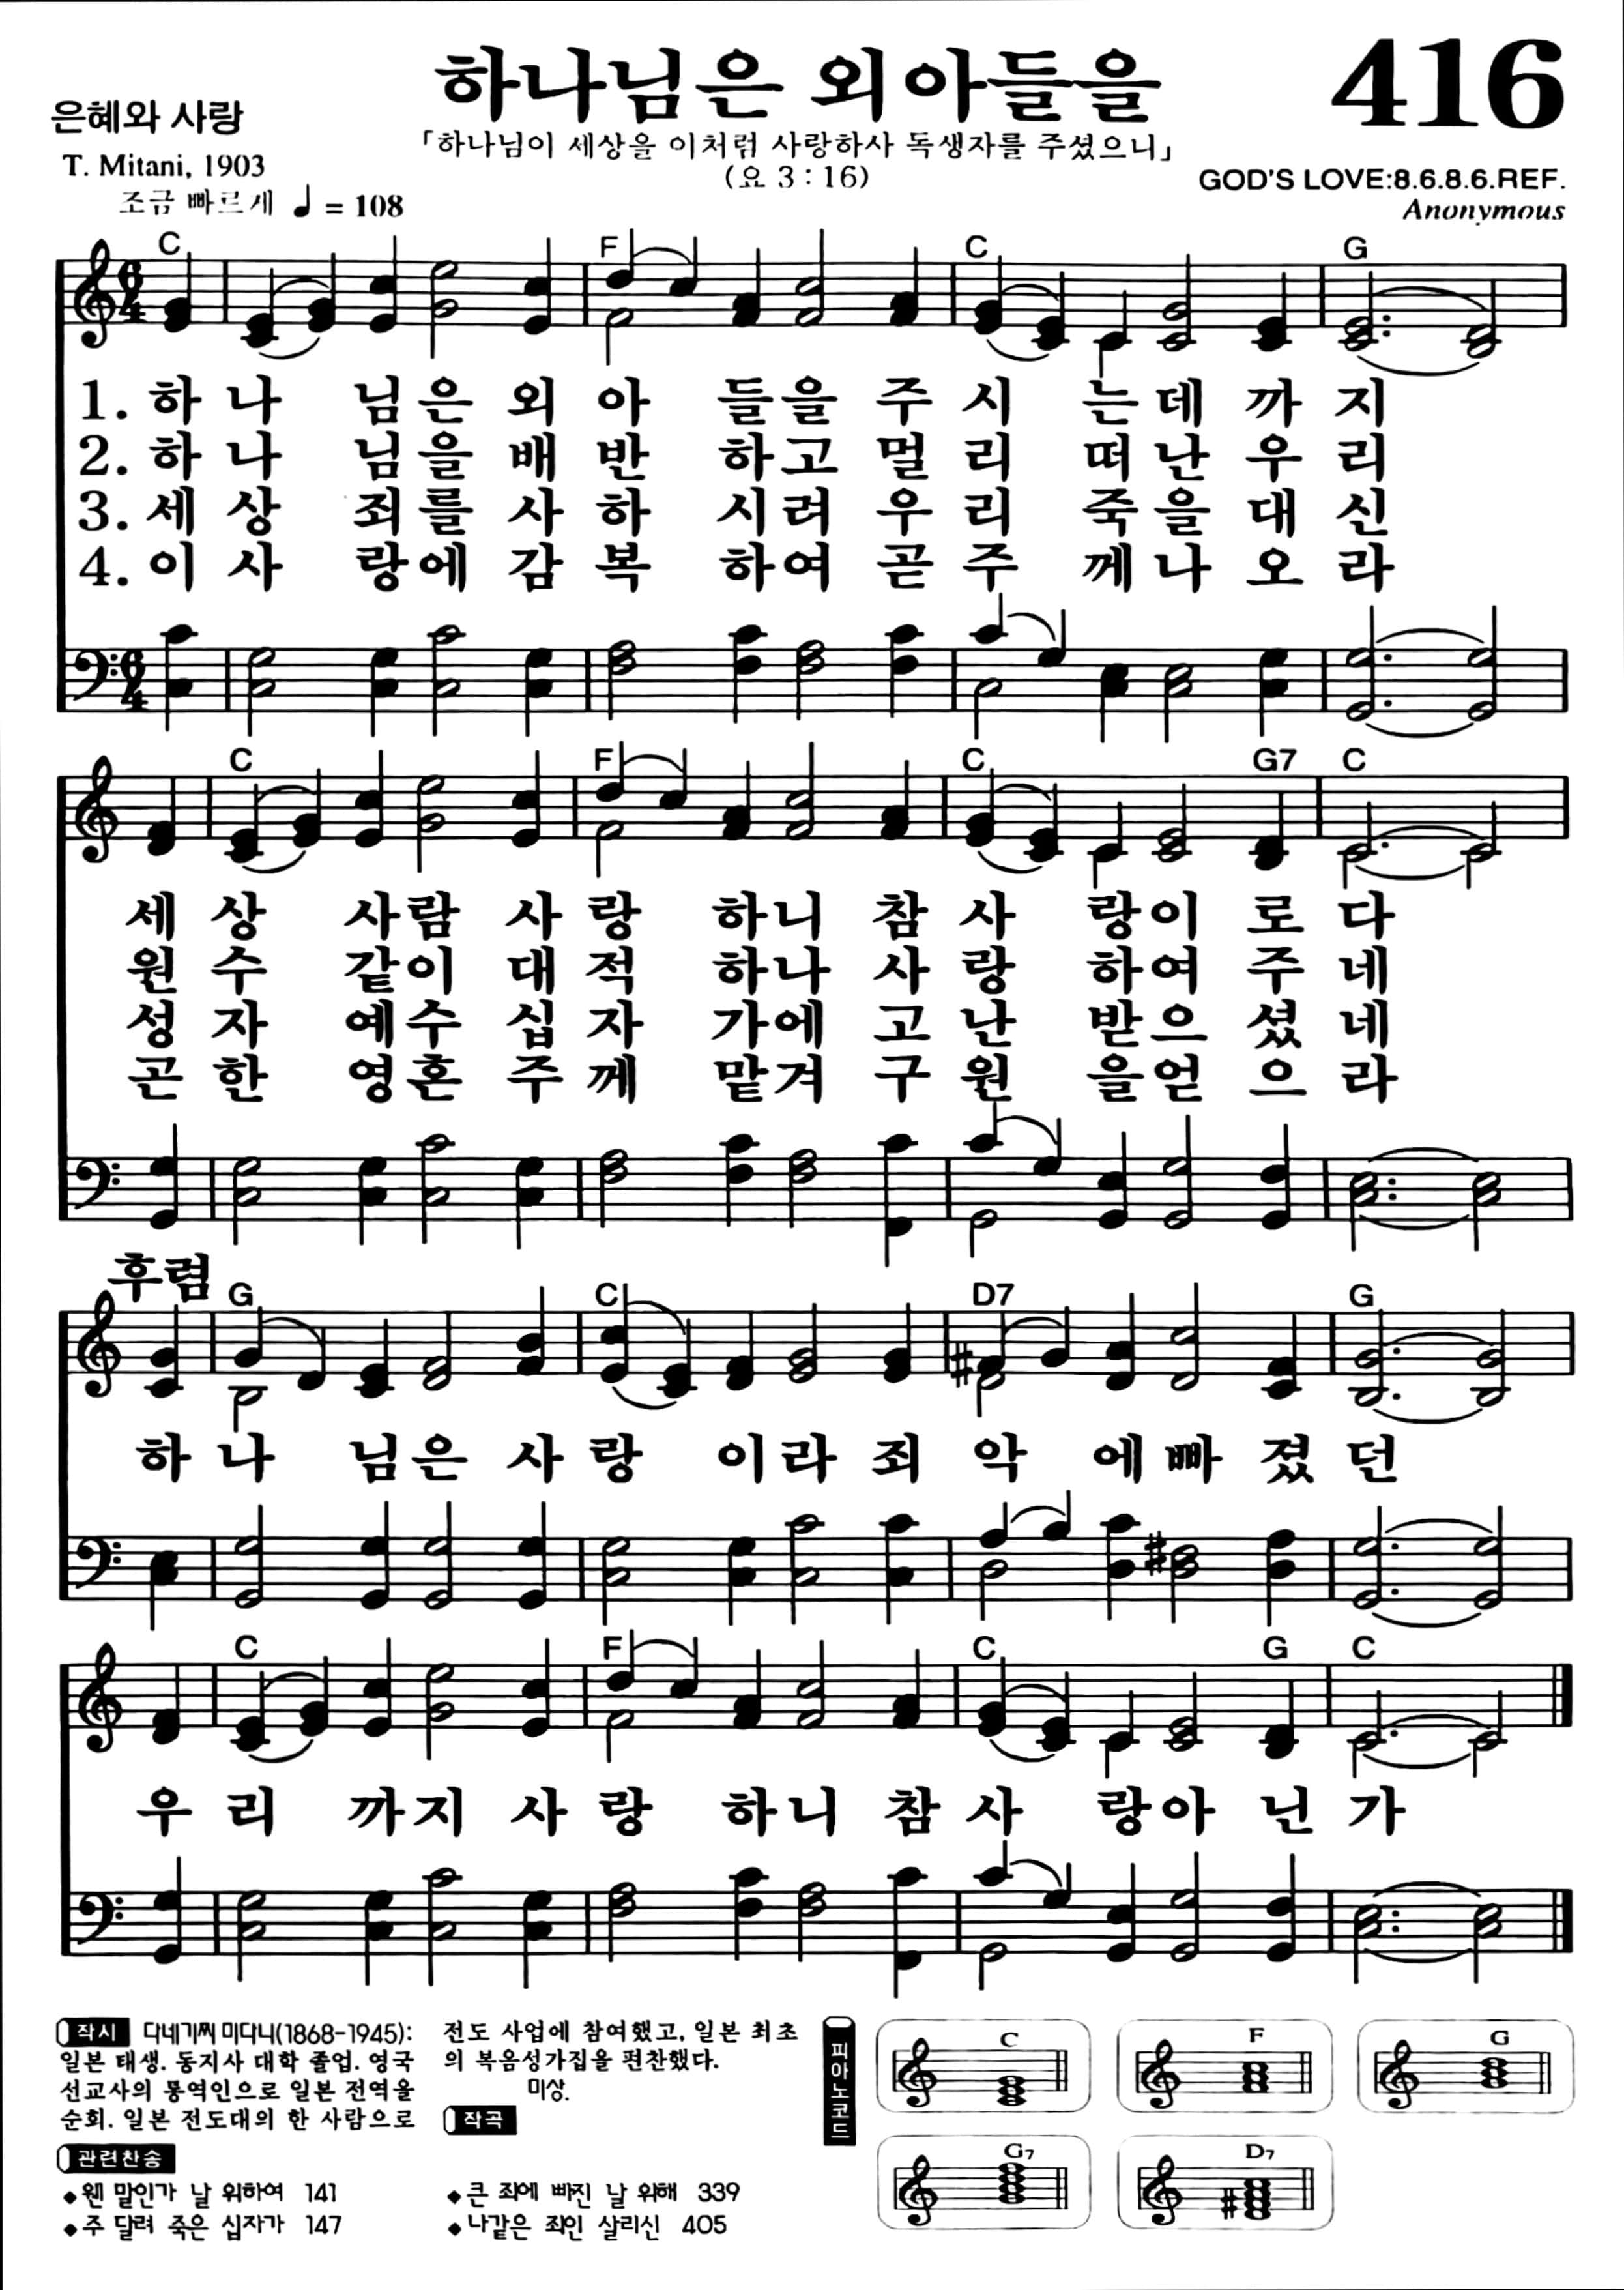 하나님은 외아들을
416
은혜와 사랑
「하나님이 세상을 이처럼 사랑하사 독생자를 주셨으니」
(요 3 : 16)
T. Mitani, 1903
GOD'S LOVE:8.6.8.6.REF.
조금 빠르게 ♩ = 108
Anonymous
C F C G
1. 하 나 님은 외 아 들을 주 시 는데 까 지
2. 하 나 님을 배 반 하고 멀 리 떠난 우 리
3. 세 상 죄를 사 하 시려 우 리 죽을 대 신
4. 이 사 랑에 감 복 하여 곧 주 께나 오 라
C F C G7 C
세 상 사람 사 랑 하니 참 사 랑이 로 다
원 수 같이 대 적 하나 사 랑 하여 주 네
성 자 예수 십 자 가에 고 난 받으 셨 네
곤 한 영혼 주 께 맡겨 구 원 을얻 으 라
후렴
G C D7 G
하 나 님은 사 랑 이라 죄 악 에빠 졌 던
C F C G C
우 리 까지 사 랑 하니 참 사 랑아 닌 가
작시 다네기찌 미다니(1868-1945):
일본 태생. 동지사 대학 졸업. 영국
선교사의 통역인으로 일본 전역을
순회. 일본 전도대의 한 사람으로
전도 사업에 참여했고, 일본 최초
의 복음성가집을 편찬했다.
미상.
작곡
관련찬송
◆웬 말인가 날 위하여 141
◆주 달려 죽은 십자가 147
◆큰 죄에 빠진 날 위해 339
◆나같은 죄인 살리신 405
피아노코드
C F G
G7 D7